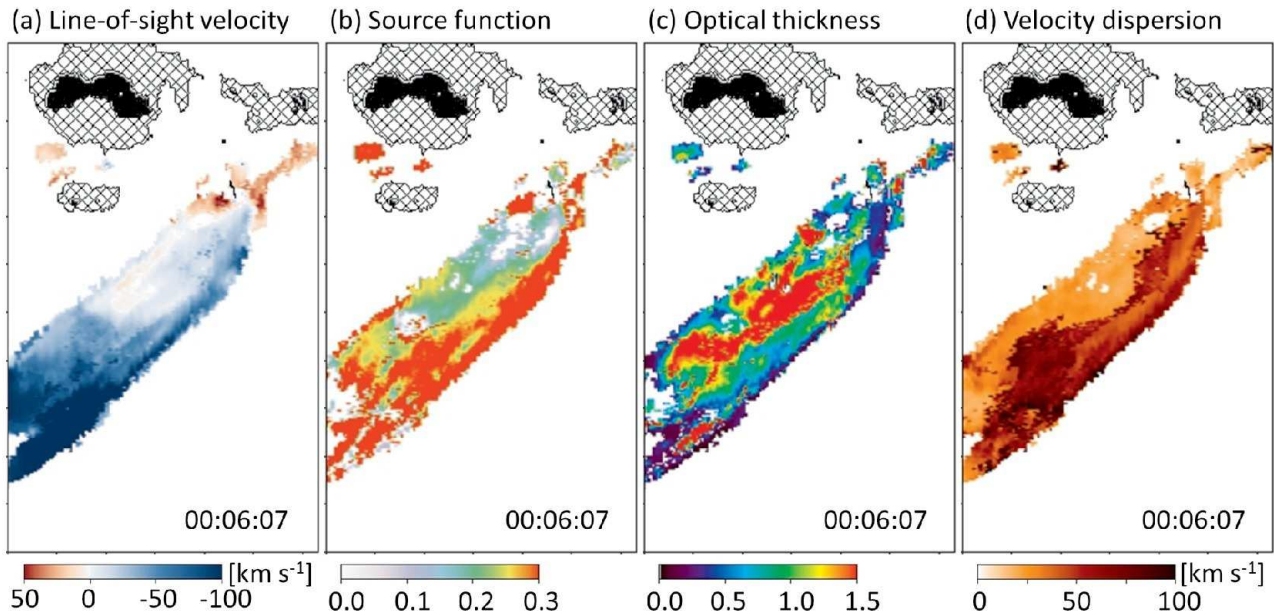 (a) Line-of-sight velocity (b) Source function (c) Optical thickness (d) Velocity dispersion
00:06:07 00:06:07 00:06:07 00:06:07
50 0 -50 -100 [km s⁻¹] 0.0 0.1 0.2 0.3 0.0 0.5 1.0 1.5 0 50 100 [km s⁻¹]